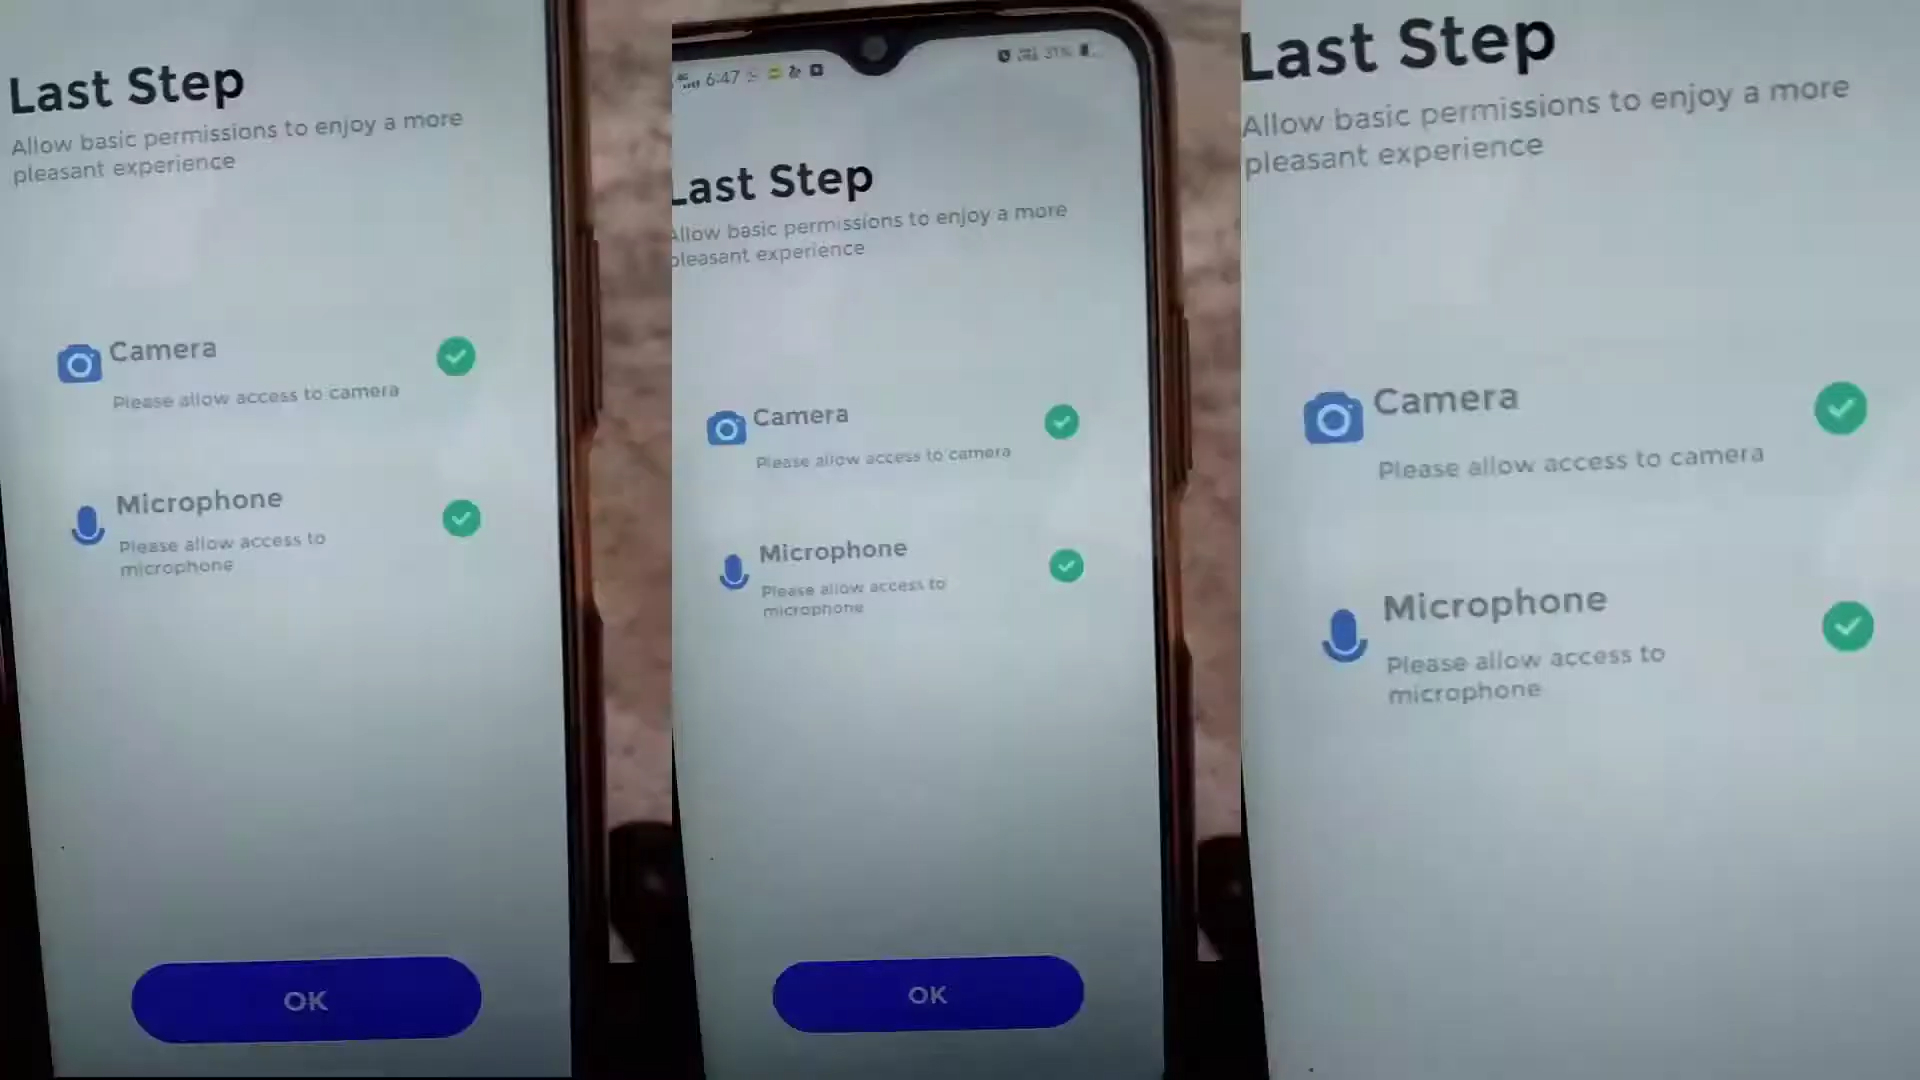 Last Step
Allow basic permissions to enjoy a more
pleasant experience
Camera
Please allow access to camera
Microphone
Please allow access to
microphone
OK
6:47
31%
Last Step
Allow basic permissions to enjoy a more
pleasant experience
Camera
Please allow access to camera
Microphone
Please allow access to
microphone
OK
Last Step
Allow basic permissions to enjoy a more
pleasant experience
Camera
Please allow access to camera
Microphone
Please allow access to
microphone